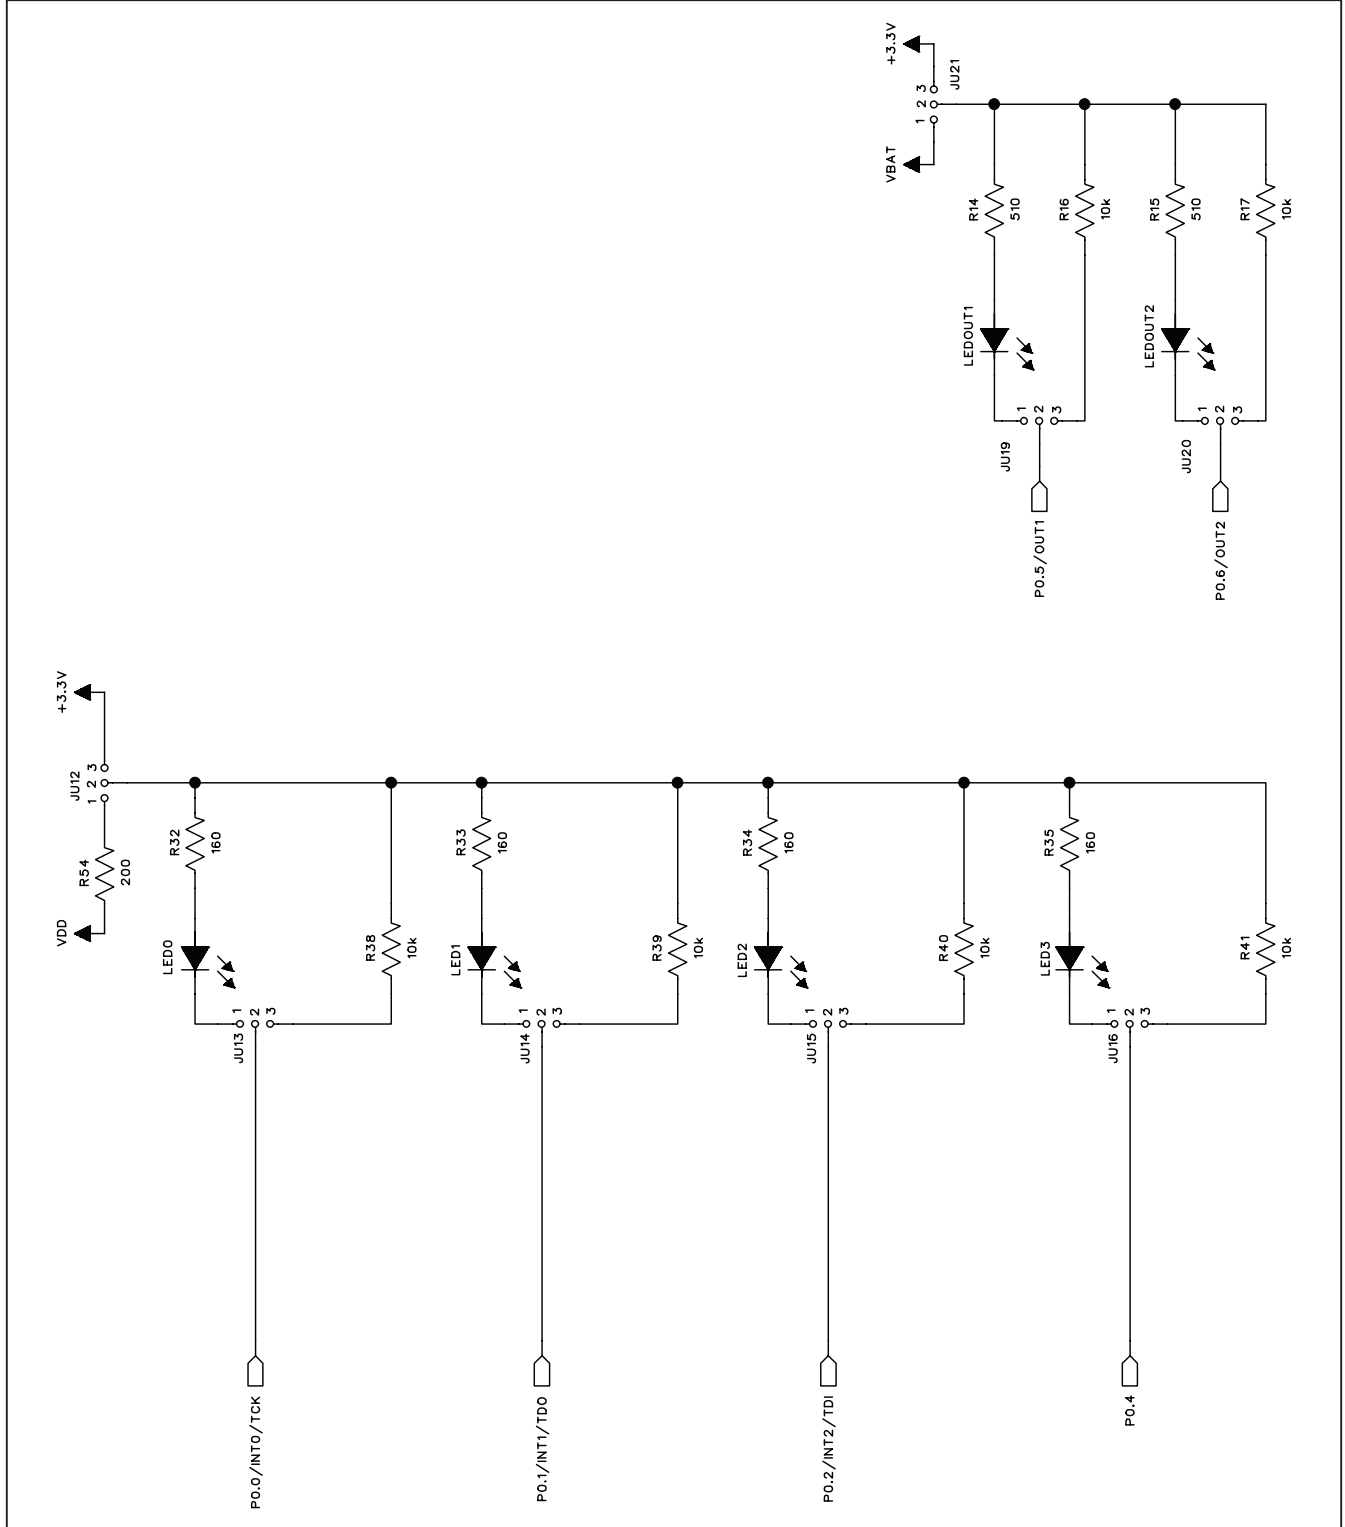 +3.3V
JU21
3
2
1
VBAT
R14
510
R16
10k
R15
510
R17
10k
LEDOUT1
LEDOUT2
1
2
3
JU19
1
2
3
JU20
P0.5/OUT1
P0.6/OUT2
+3.3V
JU12
3
2
1
R54
200
VDD
R32
160
R33
160
R34
160
R35
160
LED0
R38
10k
LED1
R39
10k
LED2
R40
10k
LED3
R41
10k
1
2
3
JU13
1
2
3
JU14
1
2
3
JU15
1
2
3
JU16
P0.0/INT0/TCK
P0.1/INT1/TDO
P0.2/INT2/TDI
P0.4